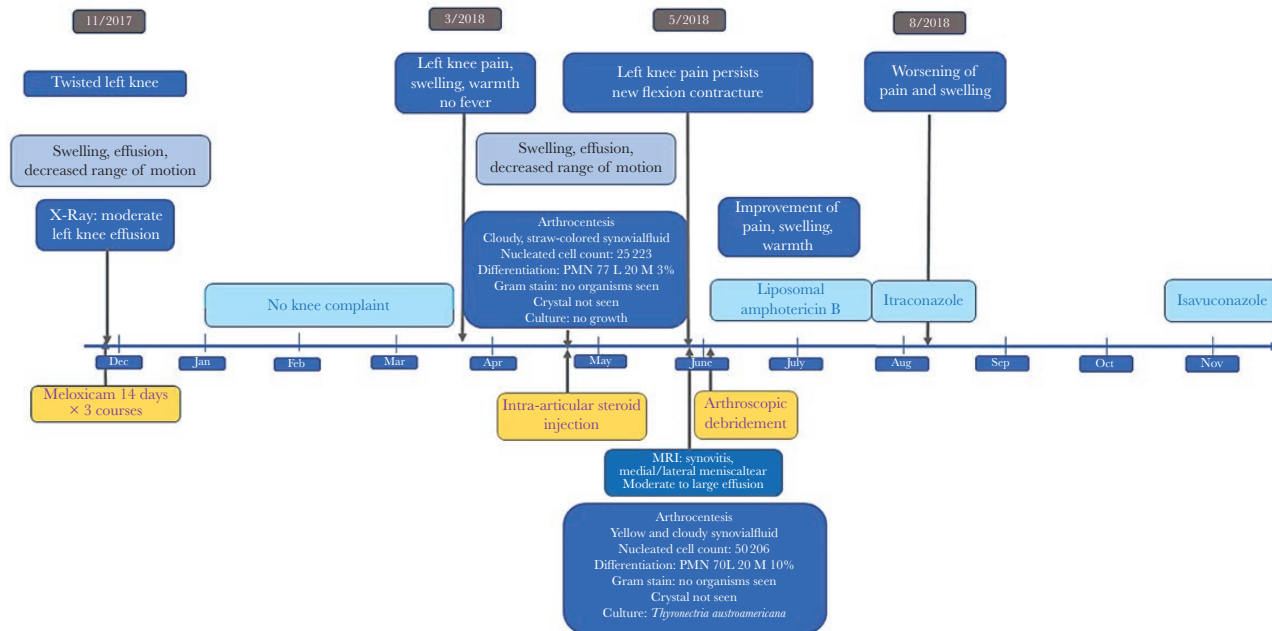 11/2017
3/2018
5/2018
8/2018
Twisted left knee
Left knee pain,
swelling, warmth
no fever
Left knee pain persists
new flexion contracture
Worsening of
pain and swelling
Swelling, effusion,
decreased range of motion
Swelling, effusion,
decreased range of motion
X-Ray: moderate
left knee effusion
Arthrocentesis
Cloudy, straw-colored synovialfluid
Nucleated cell count: 25 223
Differentiation: PMN 77 L 20 M 3%
Gram stain: no organisms seen
Crystal not seen
Culture: no growth
Improvement of
pain, swelling,
warmth
No knee complaint
Liposomal
amphotericin B
Itraconazole
Isavuconazole
Dec
Jan
Feb
Mar
Apr
May
June
July
Aug
Sep
Oct
Nov
Meloxicam 14 days
× 3 courses
Intra-articular steroid
injection
Arthroscopic
debridement
MRI: synovitis,
medial/lateral meniscaltear
Moderate to large effusion
Arthrocentesis
Yellow and cloudy synovialfluid
Nucleated cell count: 50 206
Differentiation: PMN 70L 20 M 10%
Gram stain: no organisms seen
Crystal not seen
Culture: Thyronectria austroamericana